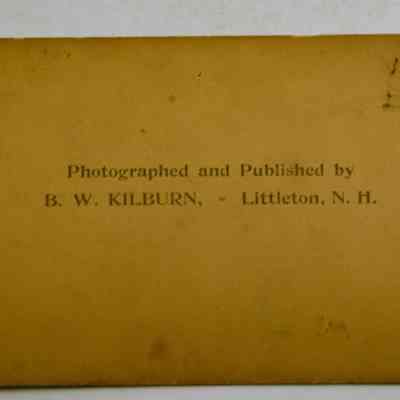 Photographed and Published by
B. W. KILBURN, - Littleton, N. H.